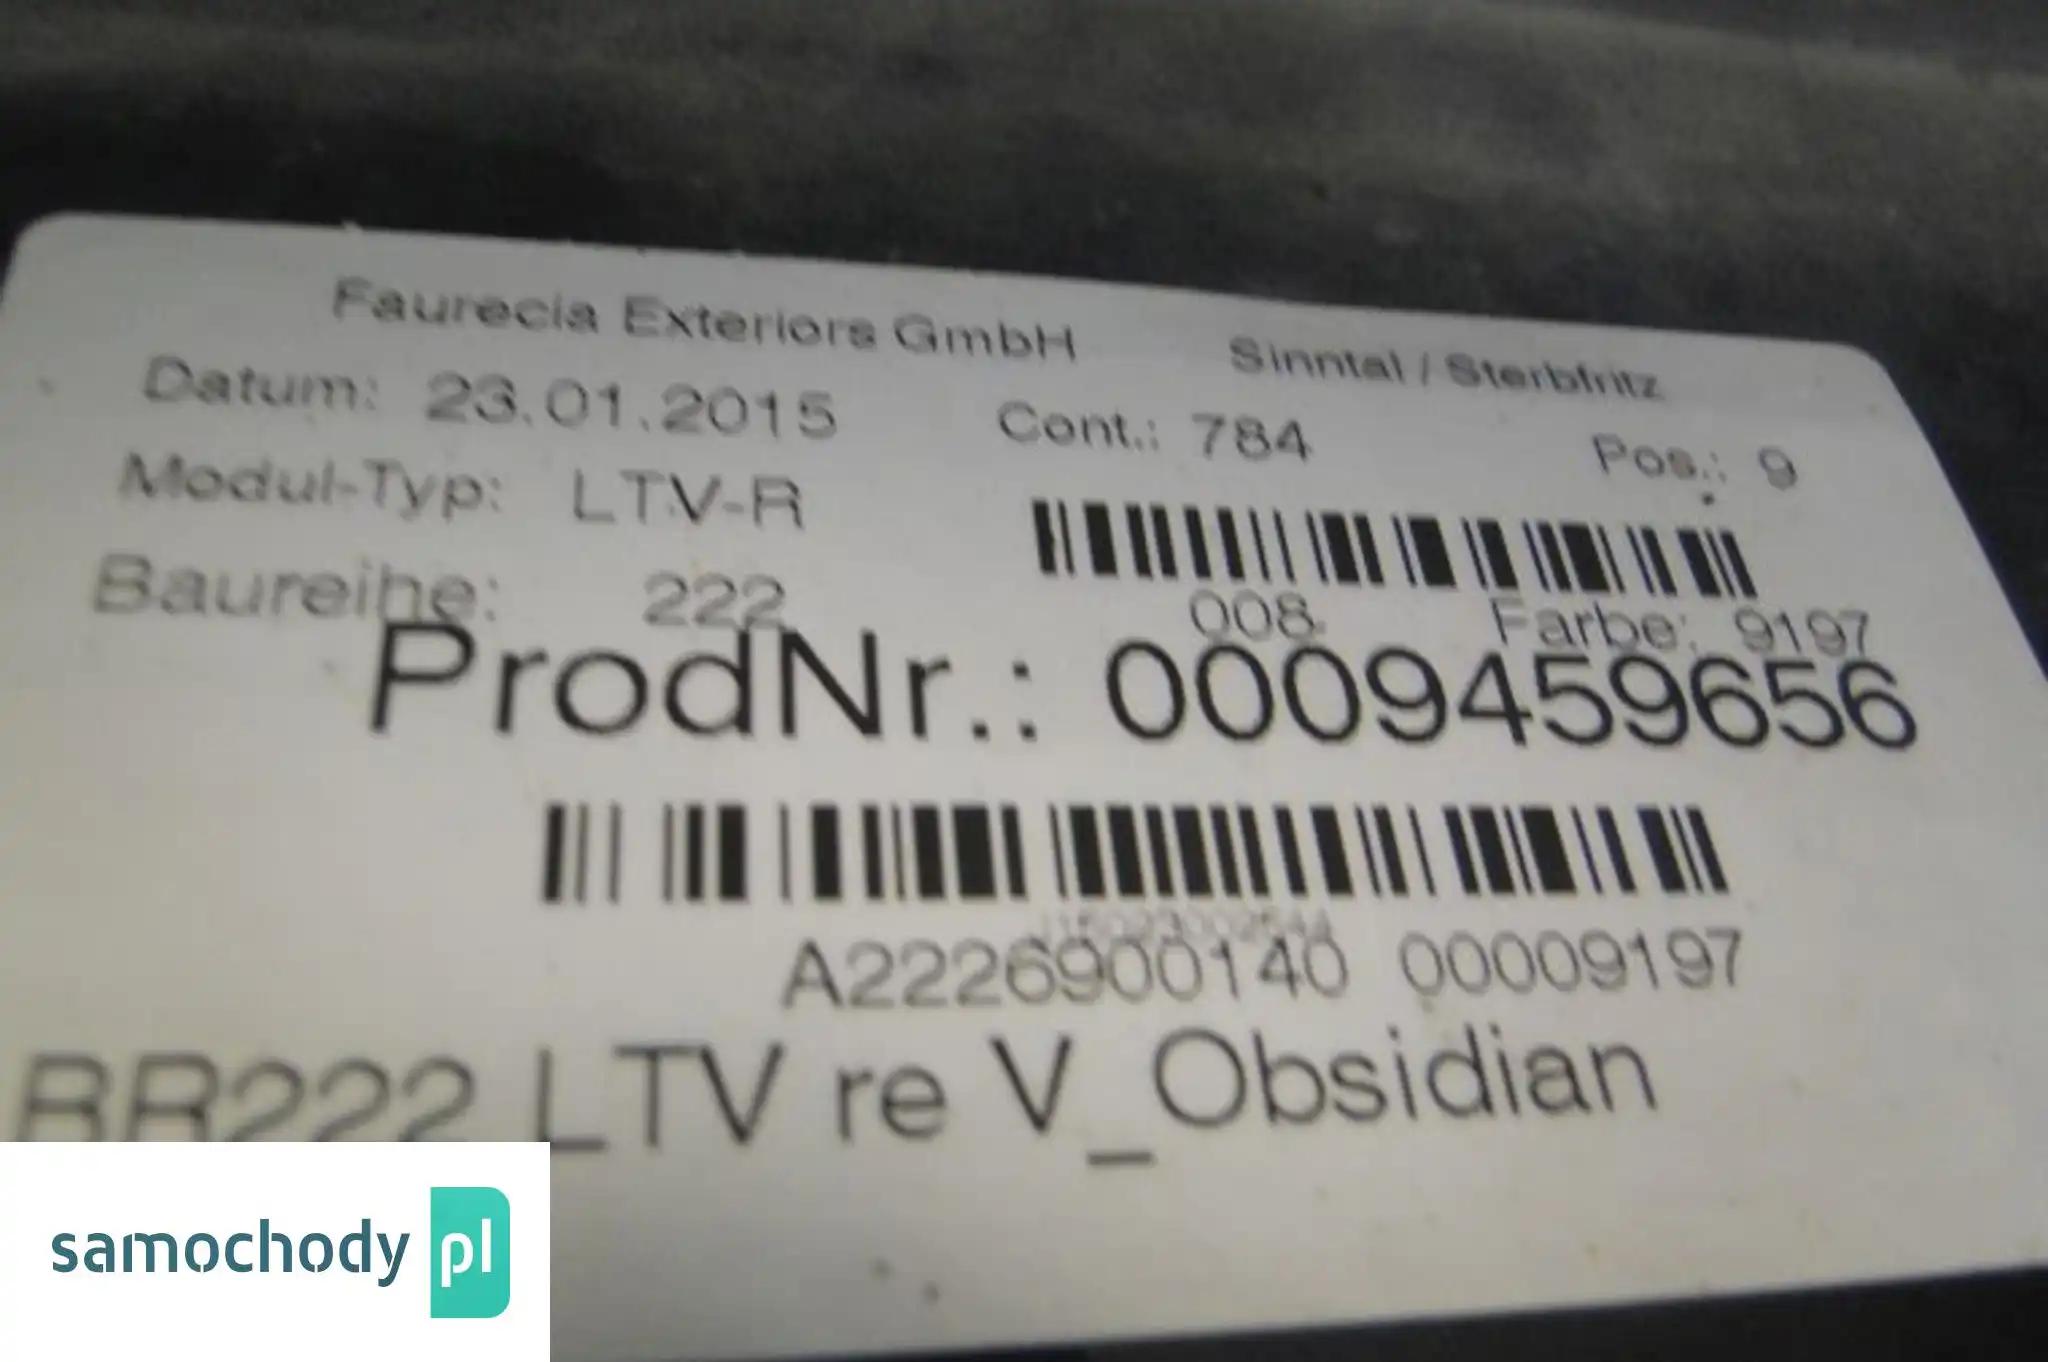 Faurecia Exteriors GmbH Sinntal / Sterbfritz
Datum: 23.01.2015 Cont.: 784 Pos.: 9
Modul-Typ: LTV-R
Baureihe: 222 008 Farbe: 9197
ProdNr.: 0009459656
A2226900140 00009197
BR222 LTV re V_Obsidian
samochody pl